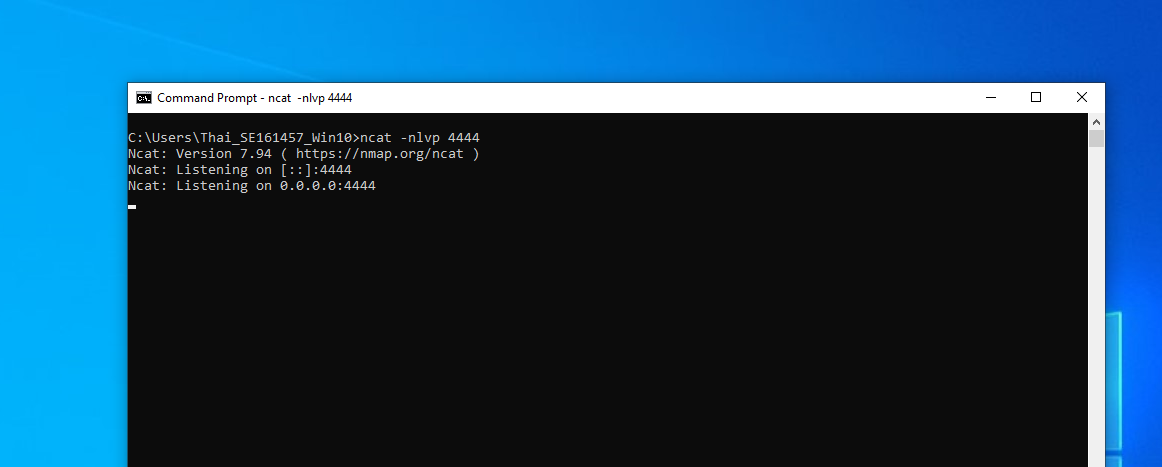 Command Prompt - ncat -nlvp 4444
C:\Users\Thai_SE161457_Win10>ncat -nlvp 4444
Ncat: Version 7.94 ( https://nmap.org/ncat )
Ncat: Listening on [::]:4444
Ncat: Listening on 0.0.0.0:4444